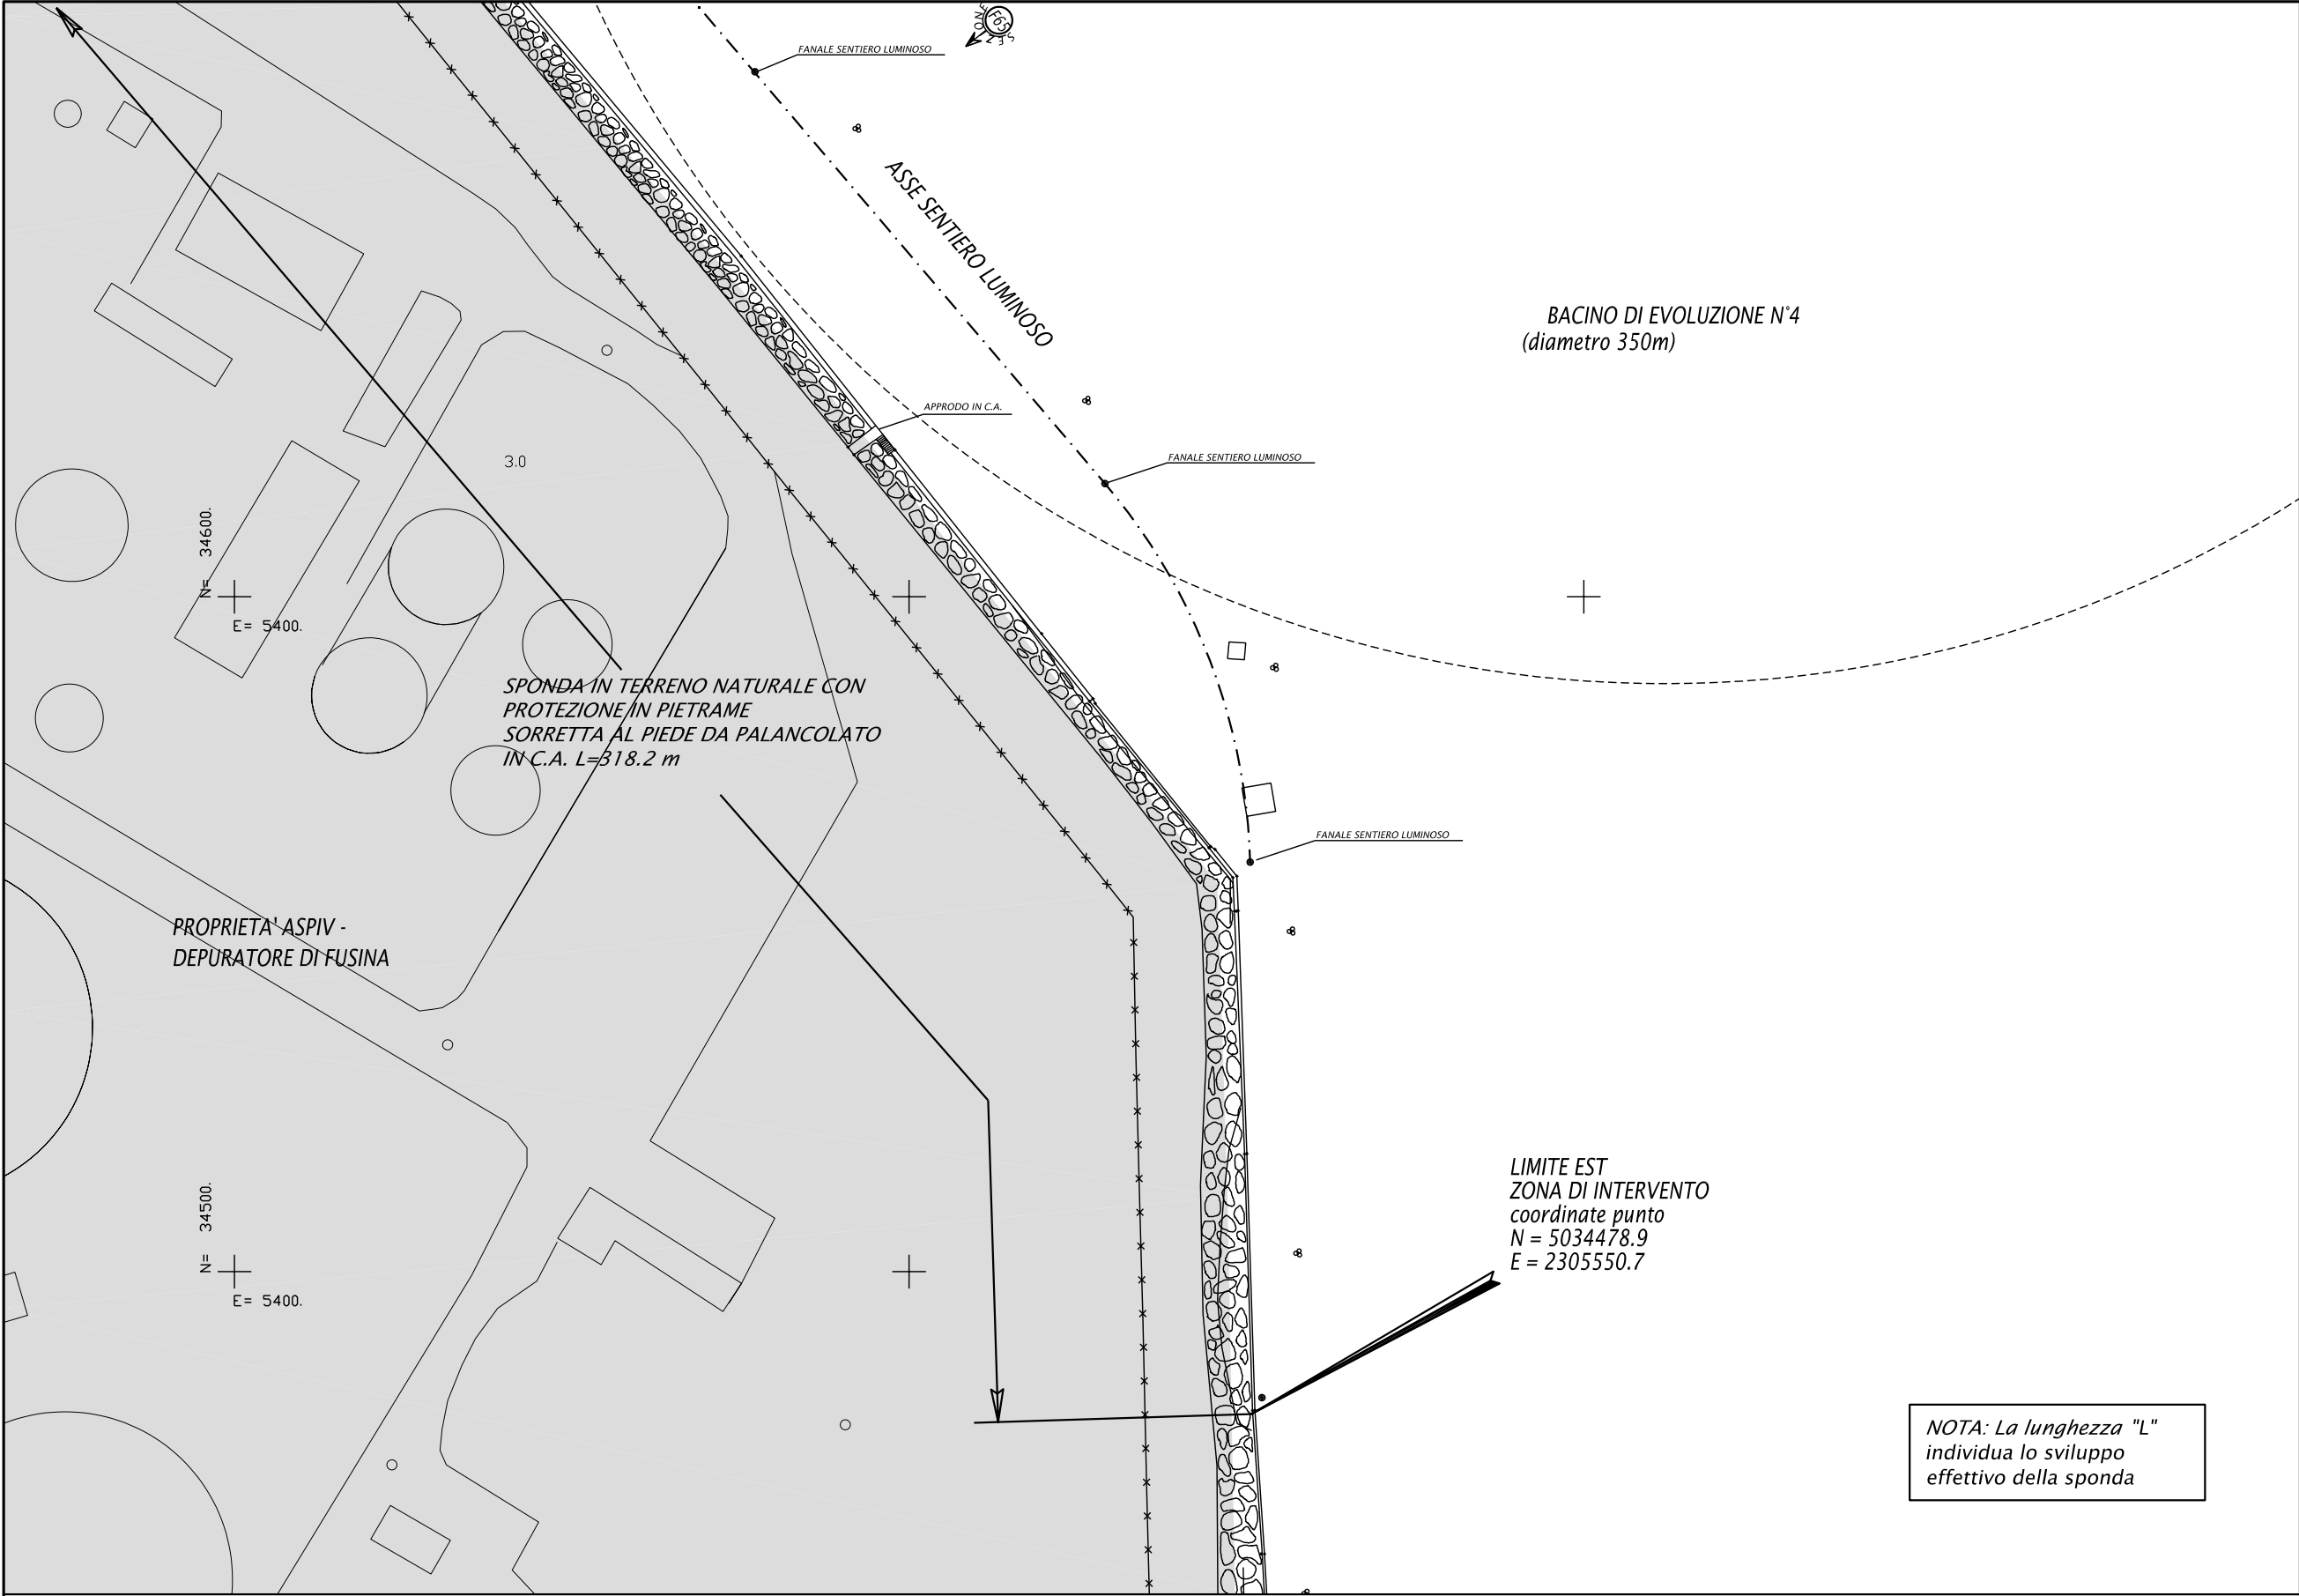 SEZIONE
F65
FANALE SENTIERO LUMINOSO
ASSE SENTIERO LUMINOSO
BACINO DI EVOLUZIONE N°4
(diametro 350m)
APPRODO IN C.A.
FANALE SENTIERO LUMINOSO
3.0
N= 34600.
E= 5400.
SPONDA IN TERRENO NATURALE CON
PROTEZIONE IN PIETRAME
SORRETTA AL PIEDE DA PALANCOLATO
IN C.A. L=318.2 m
FANALE SENTIERO LUMINOSO
PROPRIETA' ASPIV -
DEPURATORE DI FUSINA
LIMITE EST
ZONA DI INTERVENTO
coordinate punto
N = 5034478.9
E = 2305550.7
N= 34500.
E= 5400.
NOTA: La lunghezza "L"
individua lo sviluppo
effettivo della sponda